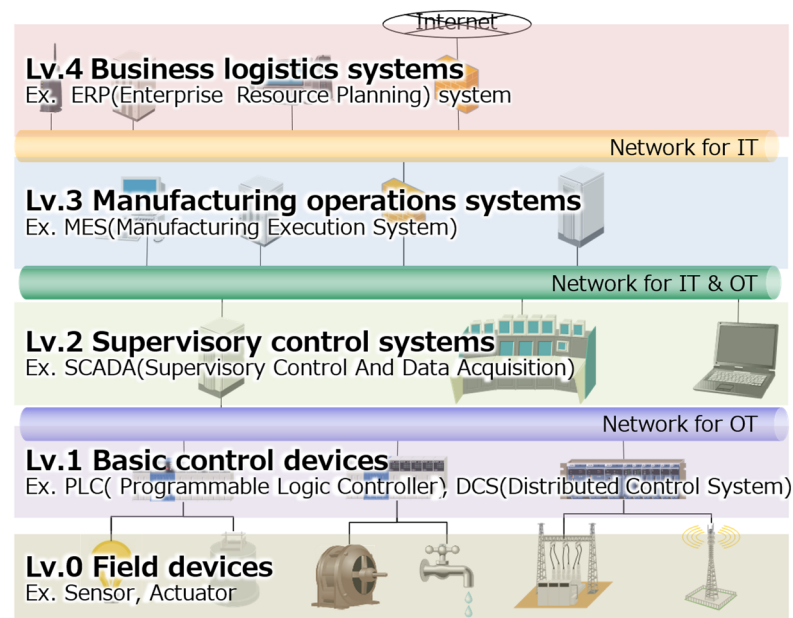 Internet
Lv.4 Business logistics systems
Ex. ERP(Enterprise Resource Planning) system
Network for IT
Lv.3 Manufacturing operations systems
Ex. MES(Manufacturing Execution System)
Network for IT & OT
Lv.2 Supervisory control systems
Ex. SCADA(Supervisory Control And Data Acquisition)
Network for OT
Lv.1 Basic control devices
Ex. PLC( Programmable Logic Controller), DCS(Distributed Control System)
Lv.0 Field devices
Ex. Sensor, Actuator